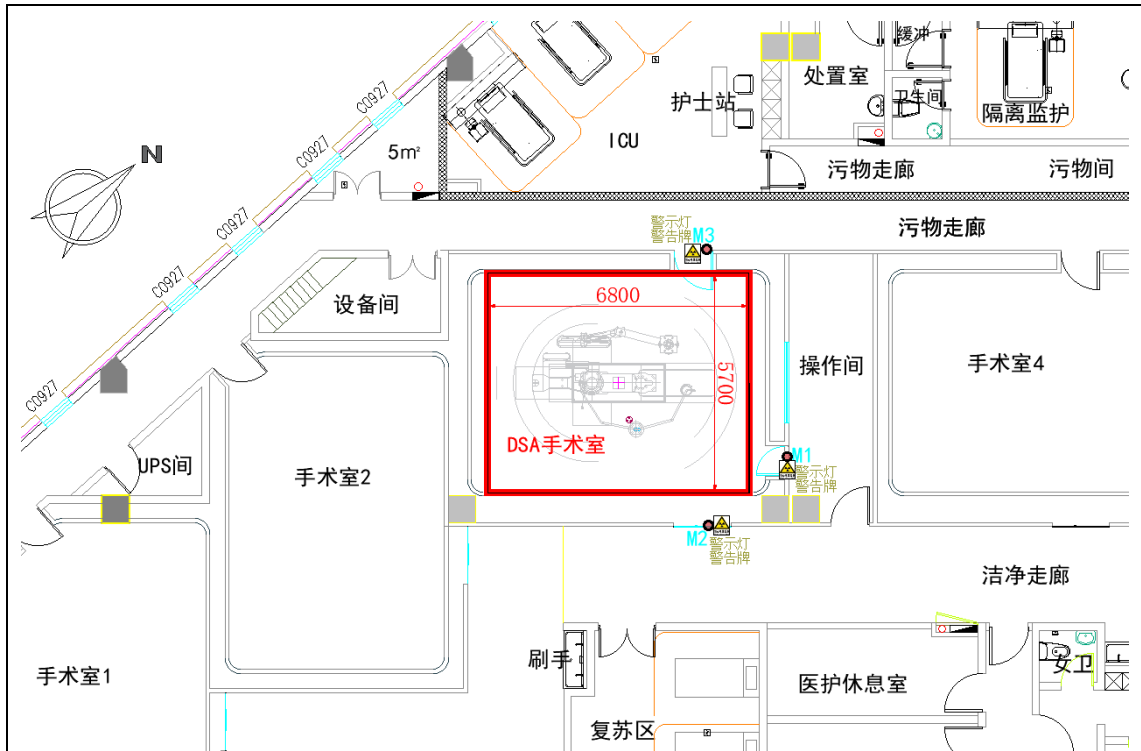 缓冲
C0927
处置室
护士站
卫生间
隔离监护
C0927
ICU
5m²
N
C0927
污物走廊
污物间
C0927
警示灯
警告牌
M3
污物走廊
C0927
6800
设备间
C0927
5700
操作间
手术室4
C0927
DSA手术室
M1
UPS间
手术室2
警示灯
警告牌
M2
警示灯
警告牌
洁净走廊
刷手
女卫
手术室1
医护休息室
复苏区